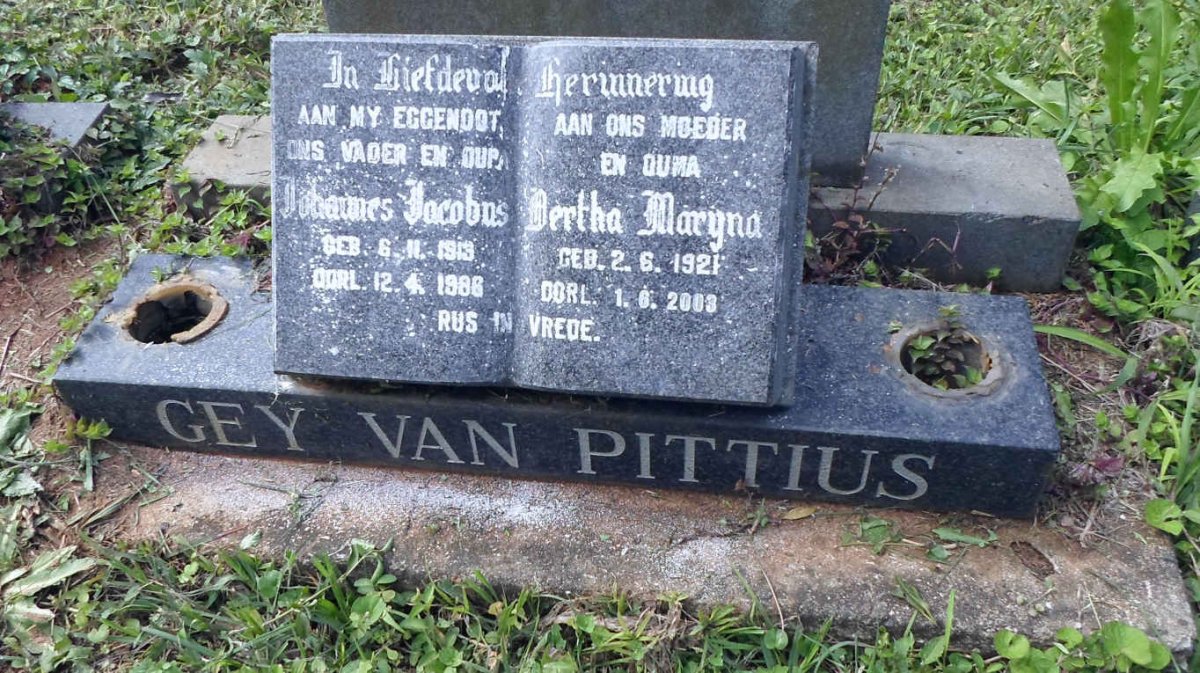 In Liefdevol Herinnering
AAN MY EGGENOOT,
ONS VADER EN OUPA
Johannes Jacobus
GEB. 6. 11. 1913
OORL. 12. 4. 1986
AAN ONS MOEDER
EN OUMA
Bertha Maryna
GEB. 2. 6. 1921
OORL. 1. 6. 2003
RUS IN VREDE.
GEY VAN PITTIUS